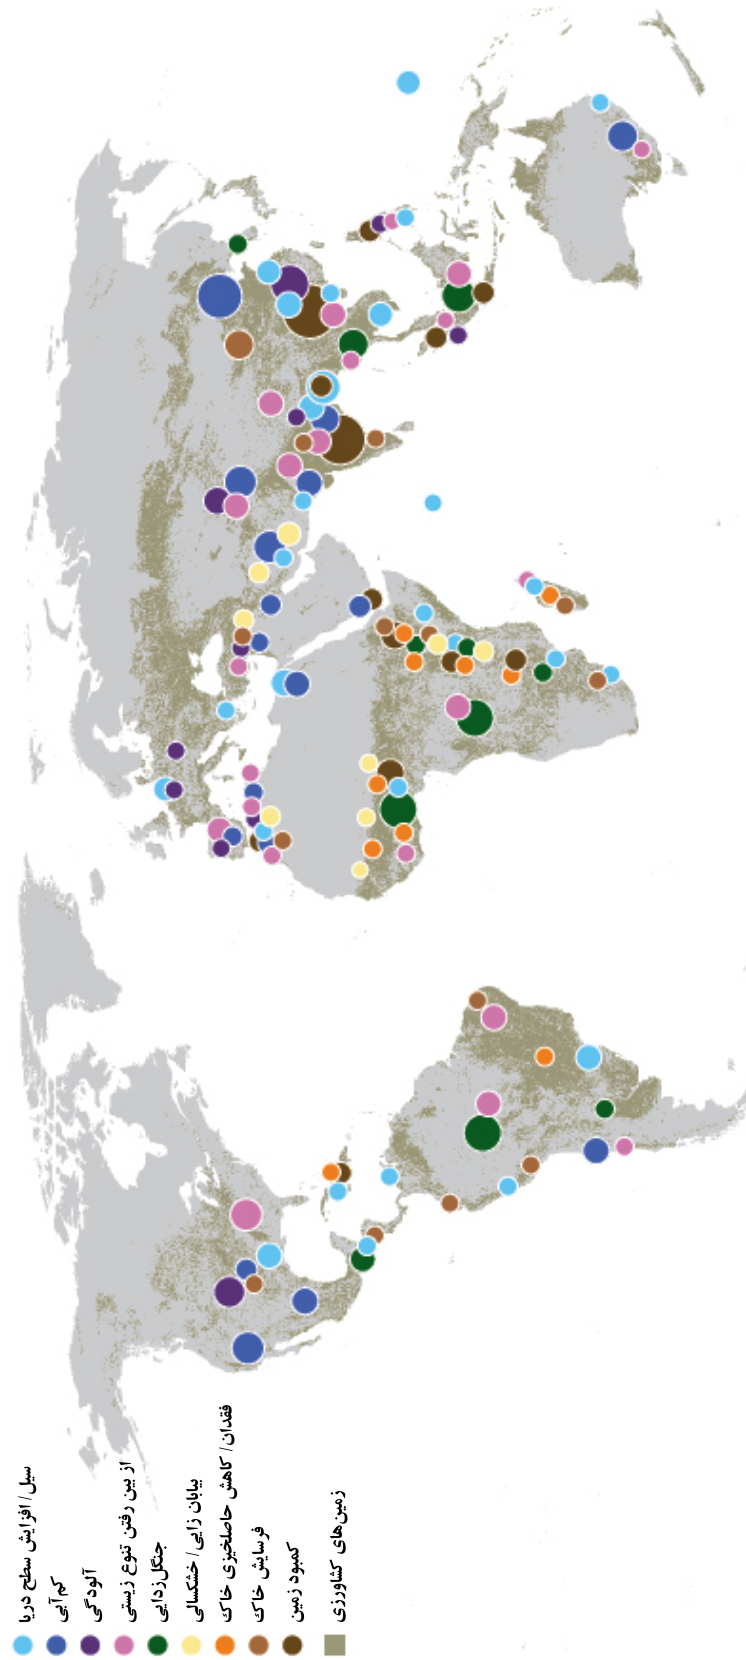 سیل/ افزایش سطح دریا
کم‌آبی
آلودگی
از بین رفتن تنوع زیستی
جنگل‌زدایی
بیابان زایی/ خشکسالی
فقدان/ کاهش حاصلخیزی خاک
فرسایش خاک
کمبود زمین
زمین‌های کشاورزی